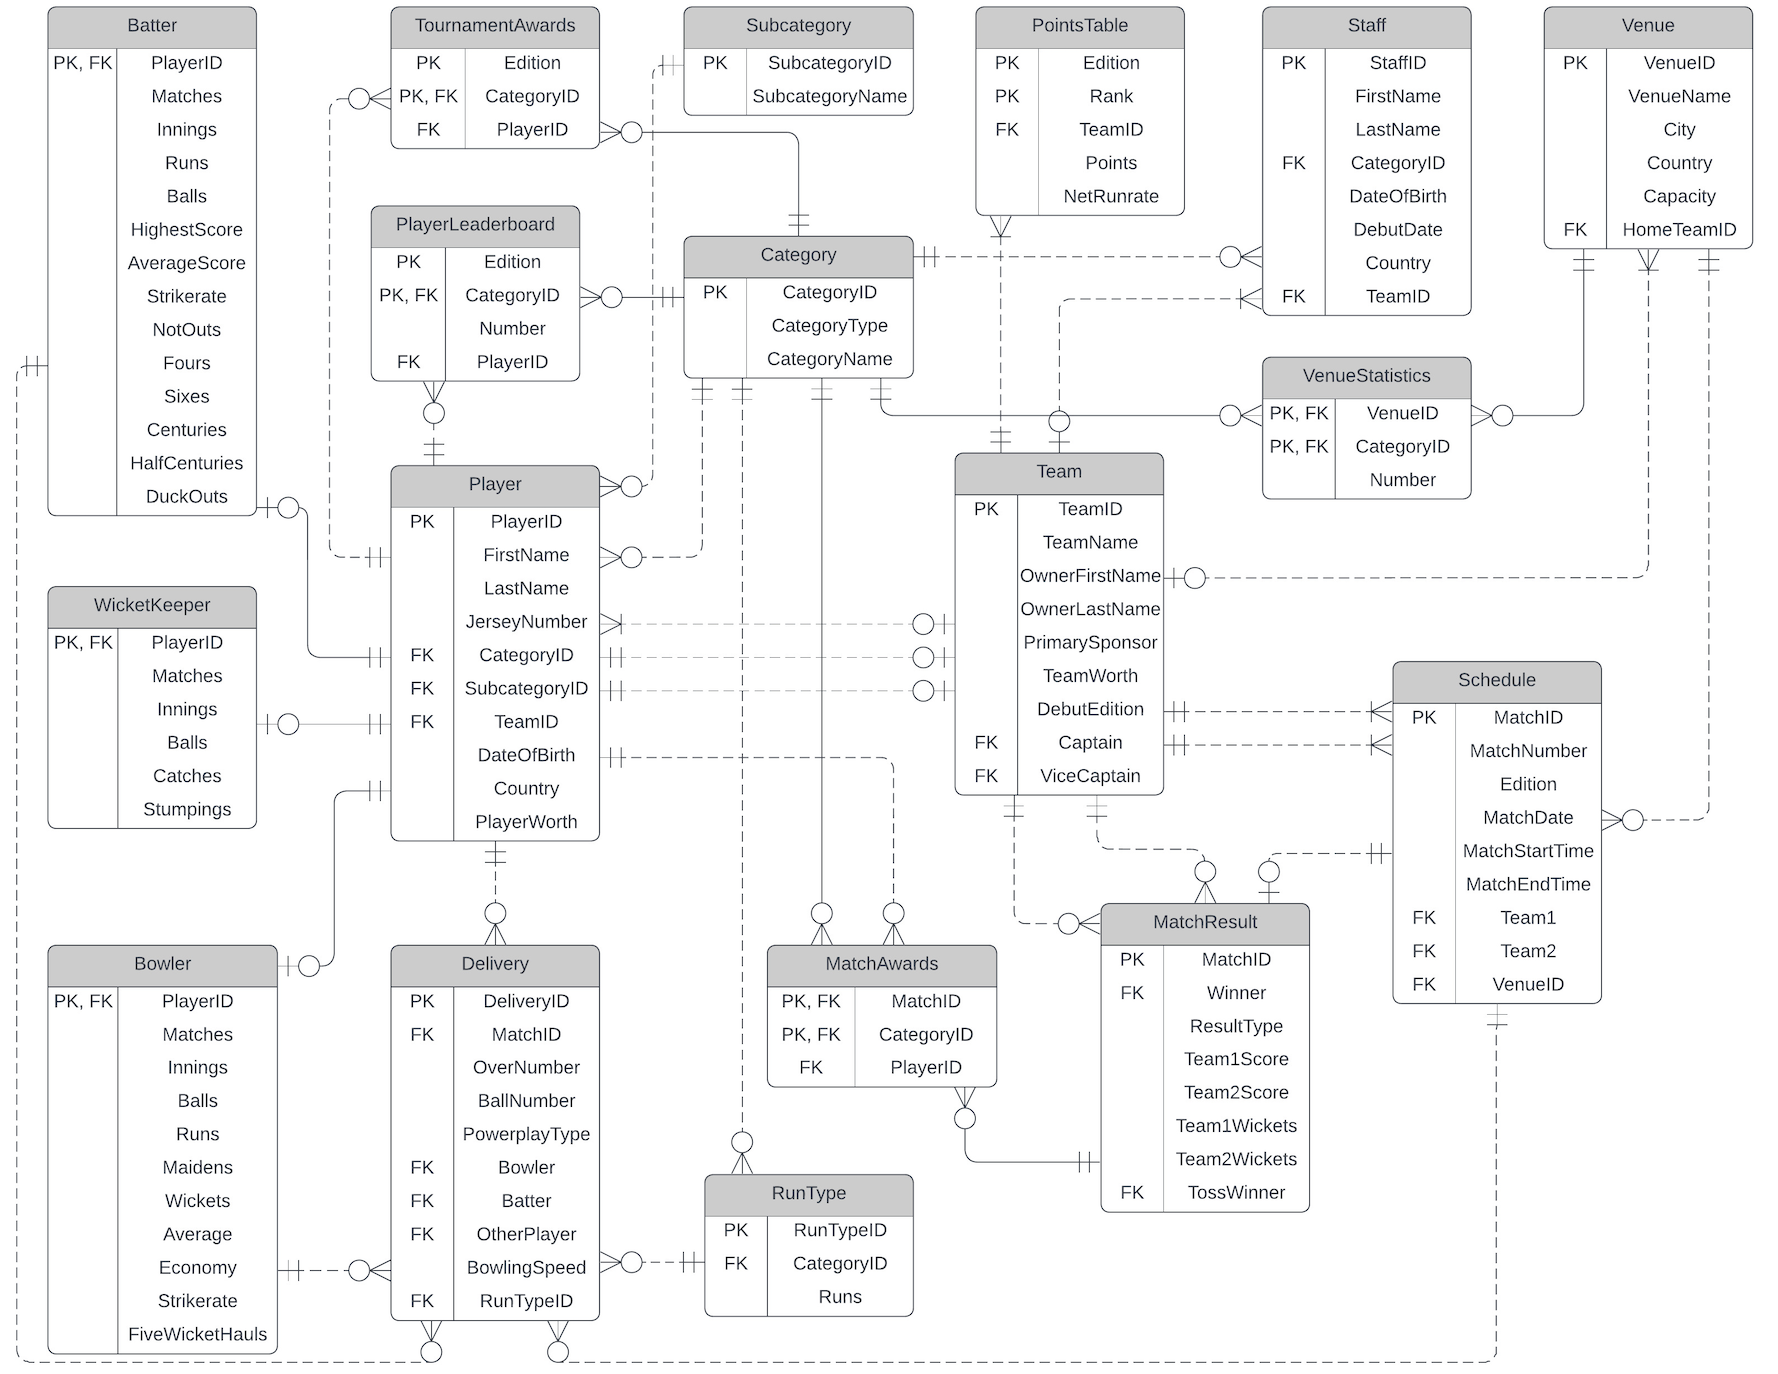 Batter
PK, FK PlayerID
Matches
Innings
Runs
Balls
HighestScore
AverageScore
Strikerate
NotOuts
Fours
Sixes
Centuries
HalfCenturies
DuckOuts
TournamentAwards
PK Edition
PK, FK CategoryID
FK PlayerID
Subcategory
PK SubcategoryID
SubcategoryName
PointsTable
PK Edition
PK Rank
FK TeamID
Points
NetRunrate
Staff
PK StaffID
FirstName
LastName
FK CategoryID
DateOfBirth
DebutDate
Country
FK TeamID
Venue
PK VenueID
VenueName
City
Country
Capacity
FK HomeTeamID
PlayerLeaderboard
PK Edition
PK, FK CategoryID
Number
FK PlayerID
Category
PK CategoryID
CategoryType
CategoryName
VenueStatistics
PK, FK VenueID
PK, FK CategoryID
Number
Player
PK PlayerID
FirstName
LastName
JerseyNumber
FK CategoryID
FK SubcategoryID
FK TeamID
DateOfBirth
Country
PlayerWorth
Team
PK TeamID
TeamName
OwnerFirstName
OwnerLastName
PrimarySponsor
TeamWorth
DebutEdition
FK Captain
FK ViceCaptain
WicketKeeper
PK, FK PlayerID
Matches
Innings
Balls
Catches
Stumpings
Schedule
PK MatchID
MatchNumber
Edition
MatchDate
MatchStartTime
MatchEndTime
FK Team1
FK Team2
FK VenueID
Bowler
PK, FK PlayerID
Matches
Innings
Balls
Runs
Maidens
Wickets
Average
Economy
Strikerate
FiveWicketHauls
Delivery
PK DeliveryID
FK MatchID
OverNumber
BallNumber
PowerplayType
FK Bowler
FK Batter
FK OtherPlayer
BowlingSpeed
FK RunTypeID
MatchAwards
PK, FK MatchID
PK, FK CategoryID
FK PlayerID
MatchResult
PK MatchID
FK Winner
ResultType
Team1Score
Team2Score
Team1Wickets
Team2Wickets
FK TossWinner
RunType
PK RunTypeID
FK CategoryID
Runs